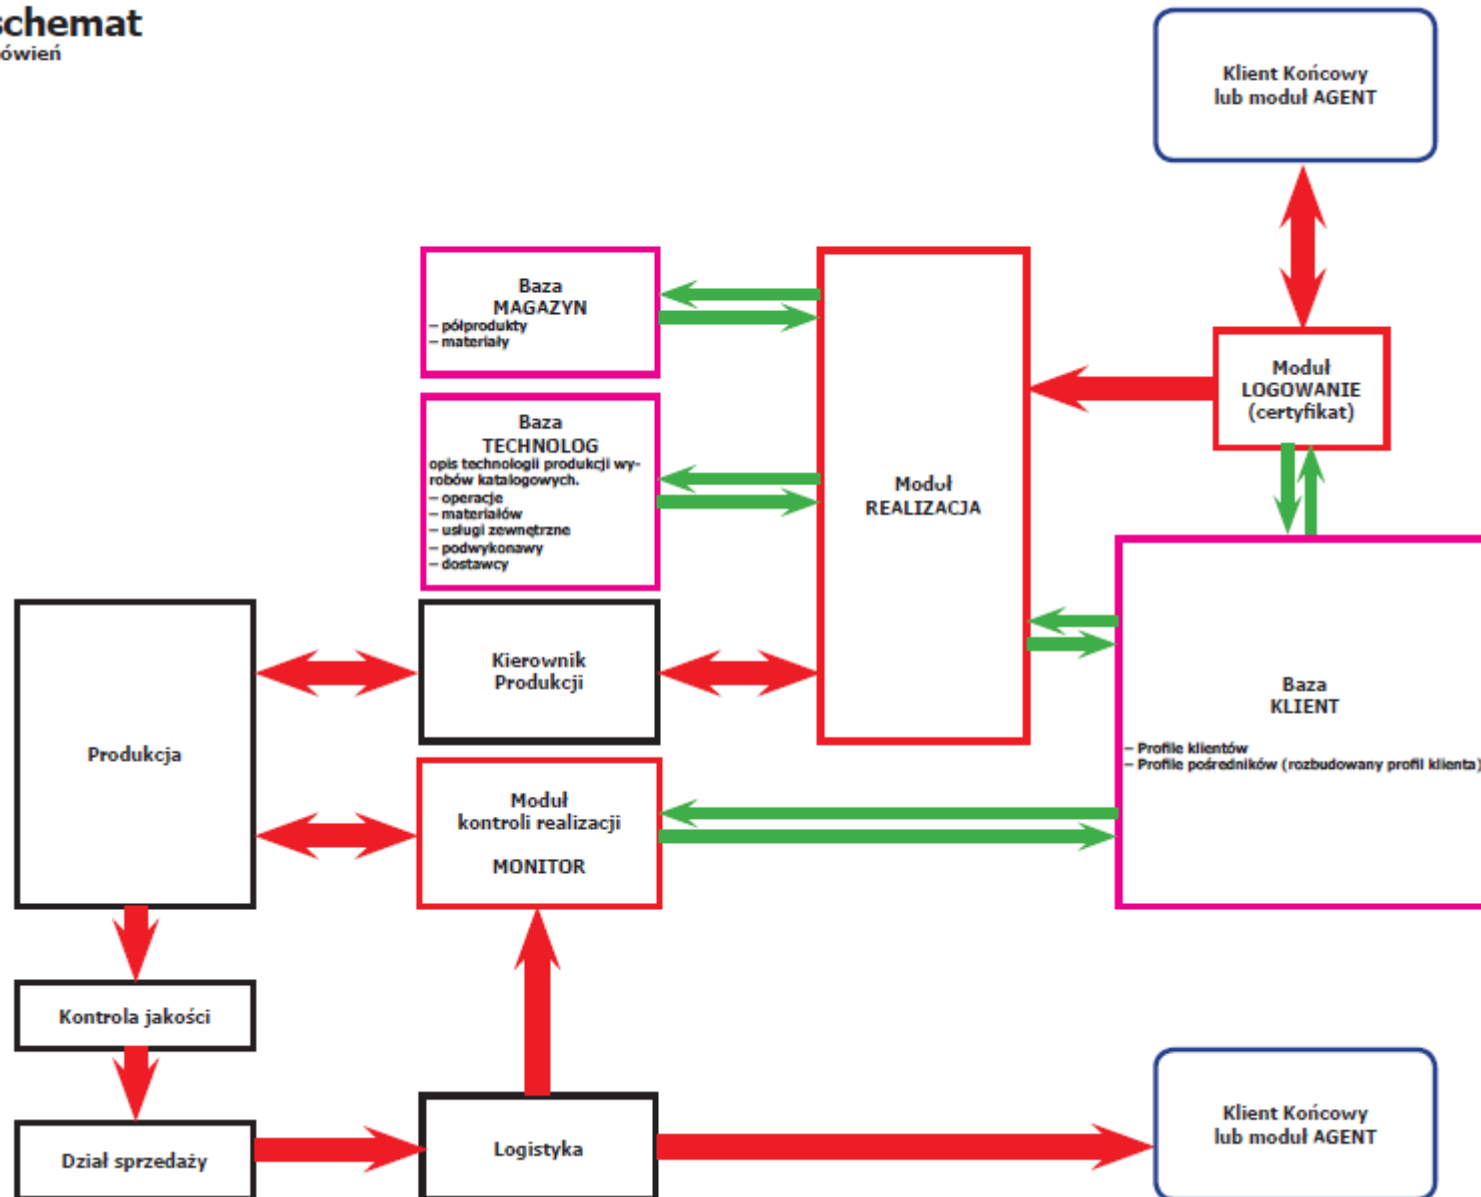 schemat
ówień
Klient Końcowy
lub moduł AGENT
Baza
MAGAZYN
– półprodukty
– materiały
Moduł
LOGOWANIE
(certyfikat)
Baza
TECHNOLOG
opis technologii produkcji wy-
robów katalogowych.
– operacje
– materiałów
– usługi zewnętrzne
– podwykonawy
– dostawcy
Moduł
REALIZACJA
Kierownik
Produkcji
Baza
KLIENT
– Profile klientów
– Profile pośredników (rozbudowany profil klienta)
Produkcja
Moduł
kontroli realizacji
MONITOR
Kontrola jakości
Dział sprzedaży
Logistyka
Klient Końcowy
lub moduł AGENT